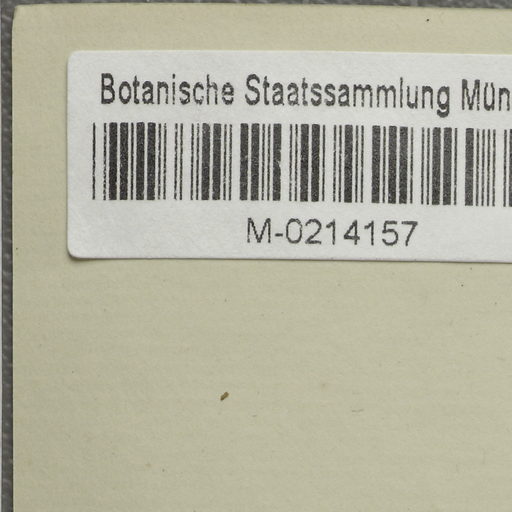 Botanische Staatssammlung Mün
M-0214157